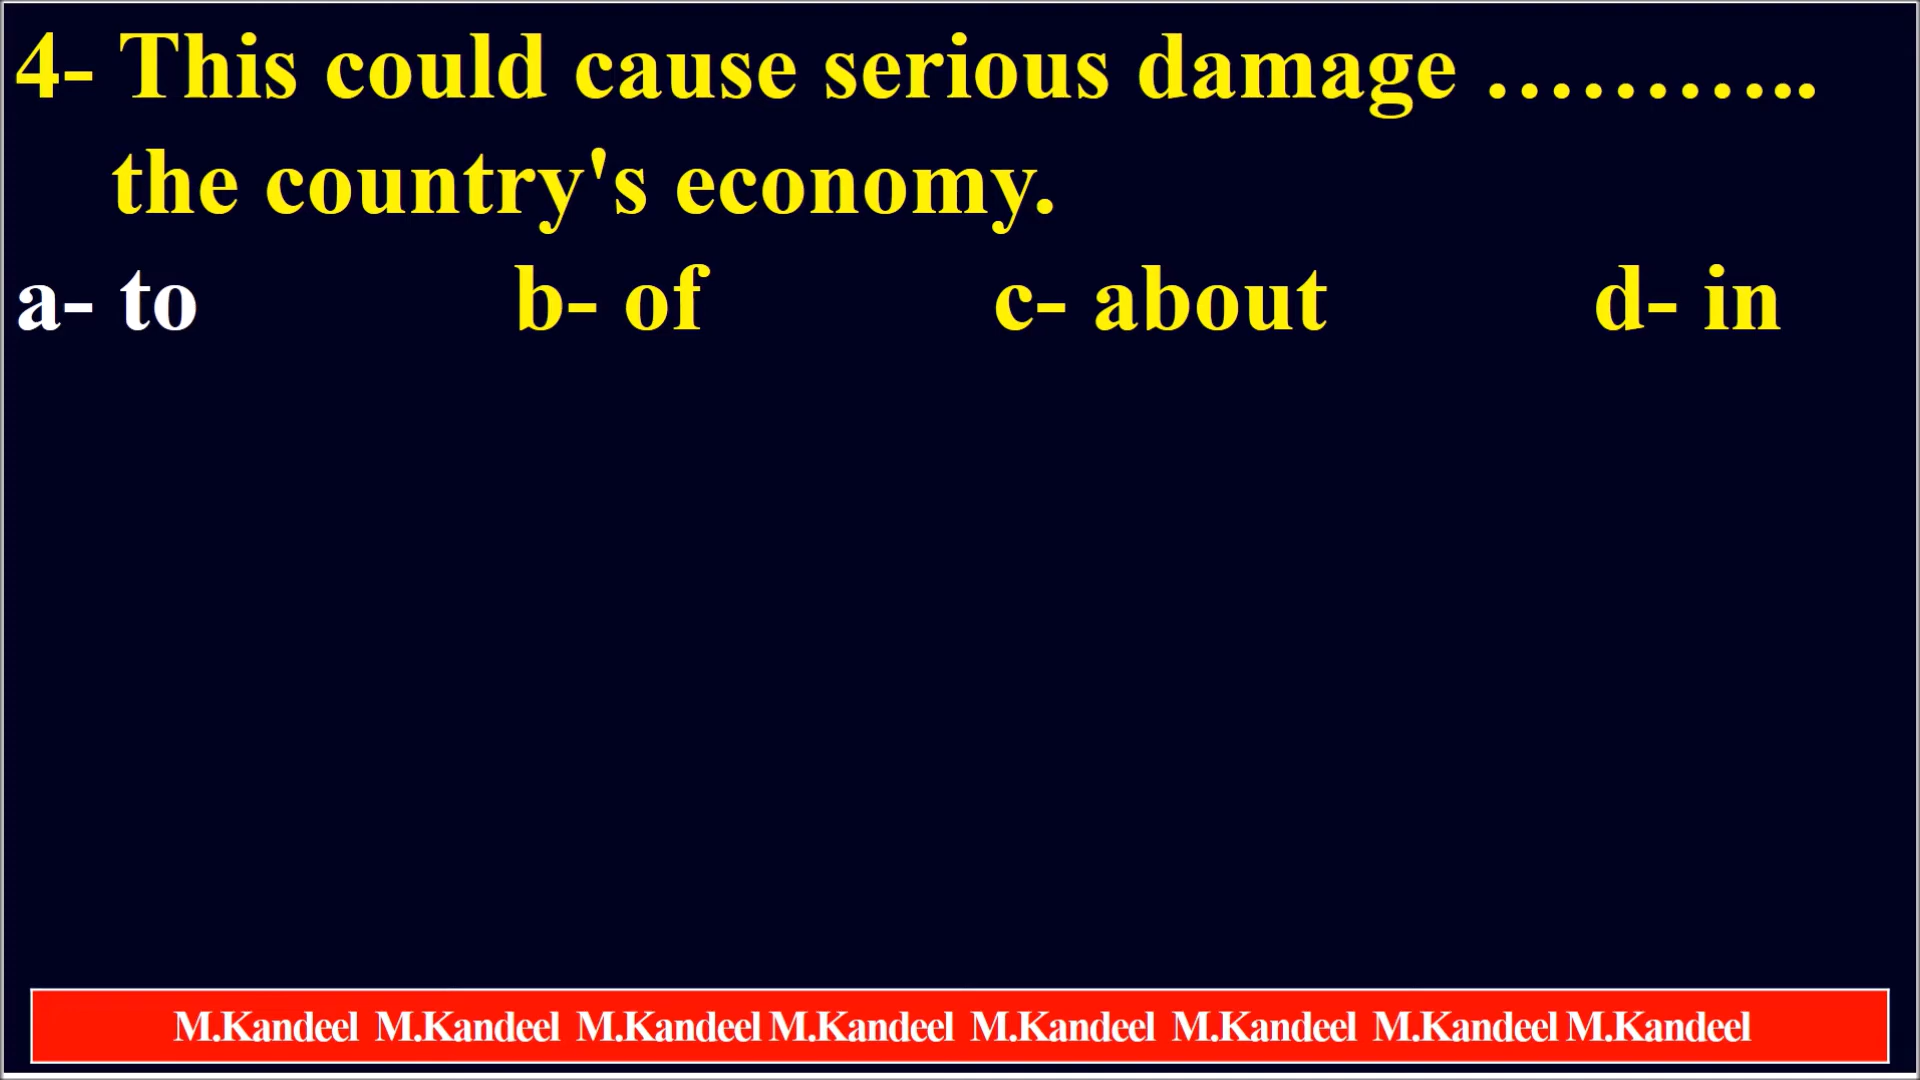 4- This could cause serious damage ………..
the country's economy.
a- to b- of c- about d- in
M.Kandeel M.Kandeel M.Kandeel M.Kandeel M.Kandeel M.Kandeel M.Kandeel M.Kandeel